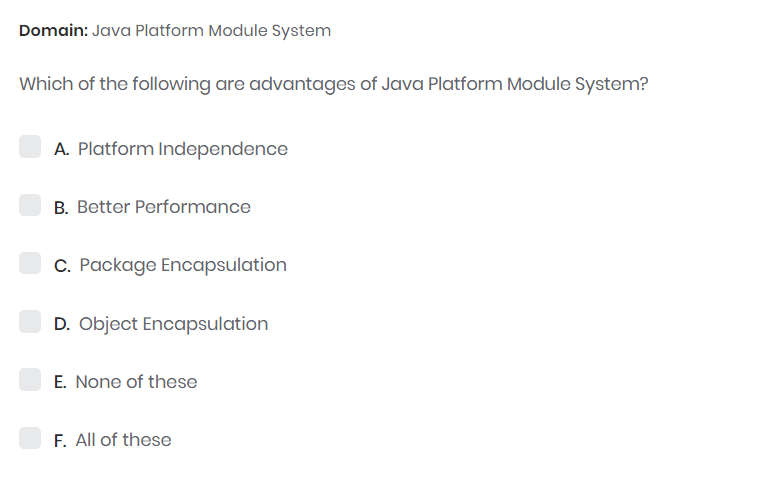 Domain: Java Platform Module System
Which of the following are advantages of Java Platform Module System?
A. Platform Independence
B. Better Performance
C. Package Encapsulation
D. Object Encapsulation
E. None of these
F. All of these